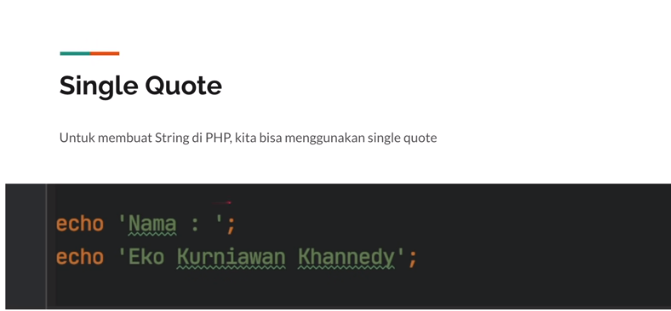 Single Quote
Untuk membuat String di PHP, kita bisa menggunakan single quote
echo 'Nama : ';
echo 'Eko Kurniawan Khannedy';